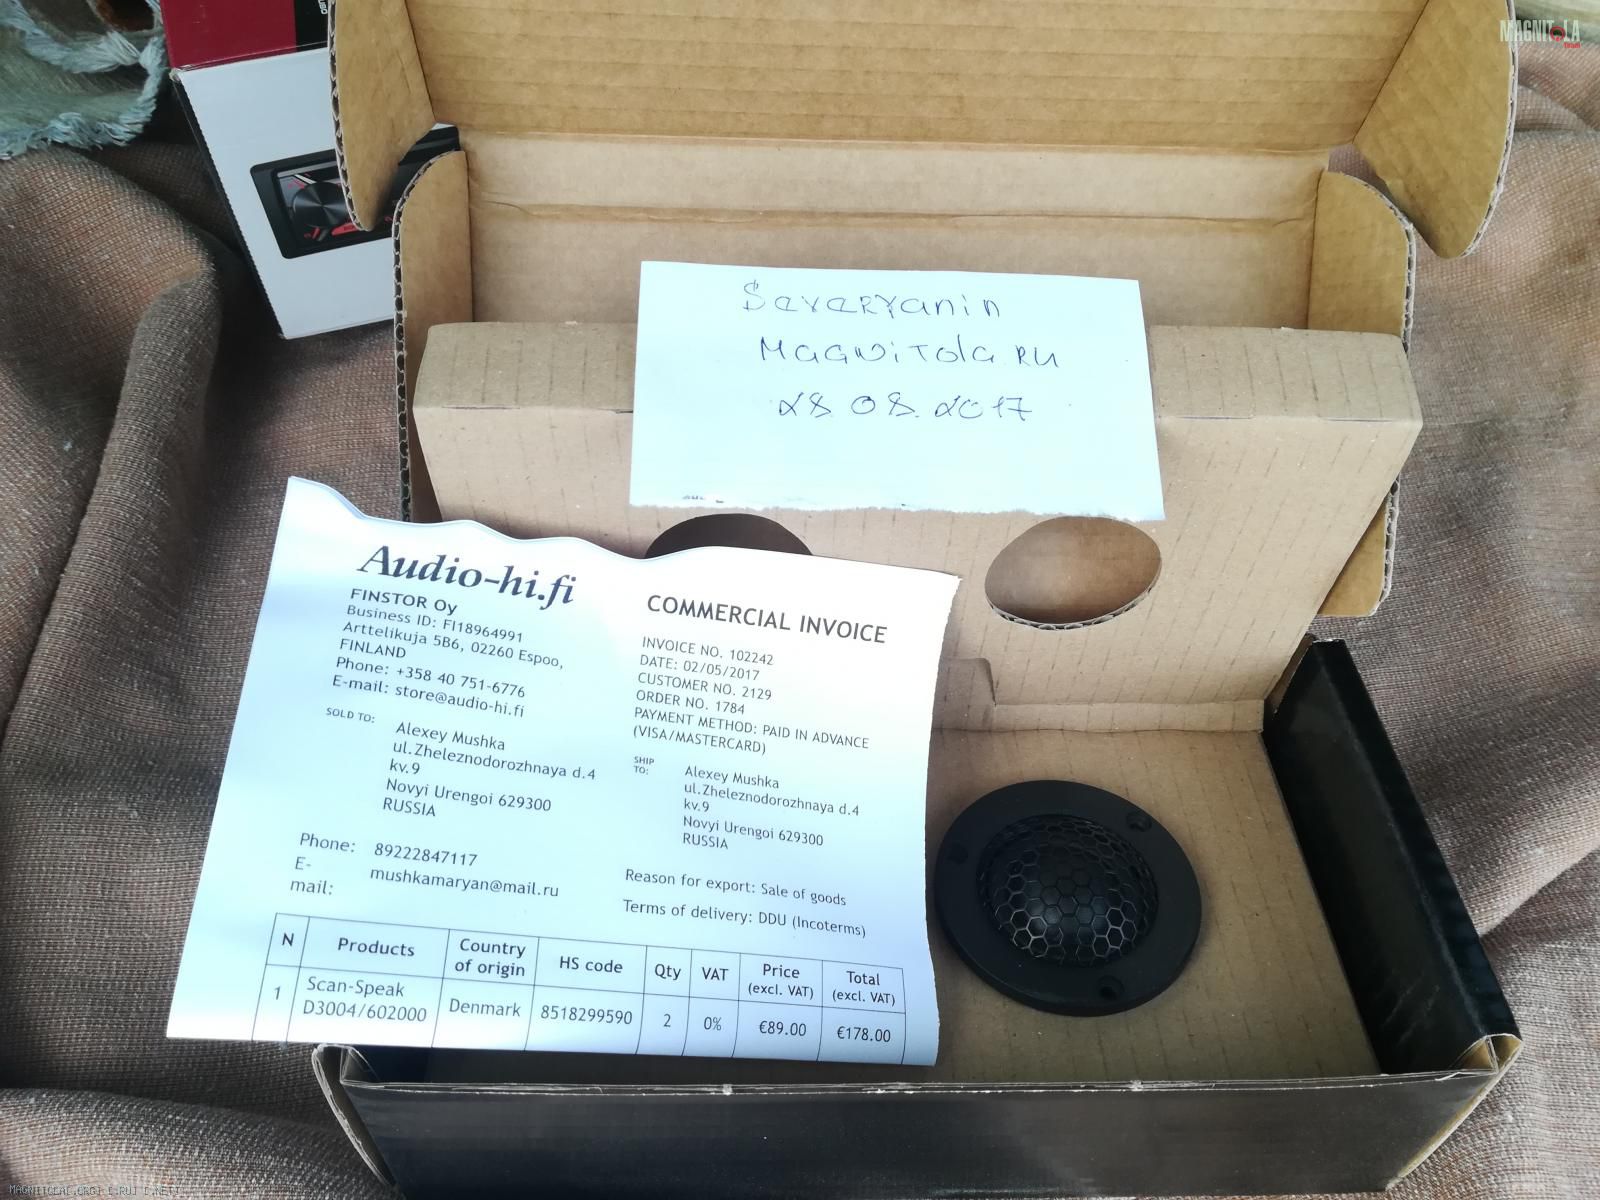 MAGNITOLA
team
Severyanin
Magnitola.ru
28.08.2017
Audio-hi.fi
FINSTOR Oy
Business ID: FI18964991
Arttelikuja 5B6, 02260 Espoo,
FINLAND
Phone: +358 40 751-6776
E-mail: store@audio-hi.fi
COMMERCIAL INVOICE
INVOICE NO. 102242
DATE: 02/05/2017
CUSTOMER NO. 2129
ORDER NO. 1784
PAYMENT METHOD: PAID IN ADVANCE
(VISA/MASTERCARD)
SOLD TO:
Alexey Mushka
ul.Zheleznodorozhnaya d.4
kv.9
Novyi Urengoi 629300
RUSSIA
SHIP
TO:
Alexey Mushka
ul.Zheleznodorozhnaya d.4
kv.9
Novyi Urengoi 629300
RUSSIA
Phone: 89222847117
E-
mail:
mushkamaryan@mail.ru
Reason for export: Sale of goods
Terms of delivery: DDU (Incoterms)
N Products Country of origin HS code Qty VAT Price (excl. VAT) Total (excl. VAT)
1 Scan-Speak D3004/602000 Denmark 8518299590 2 0% €89.00 €178.00